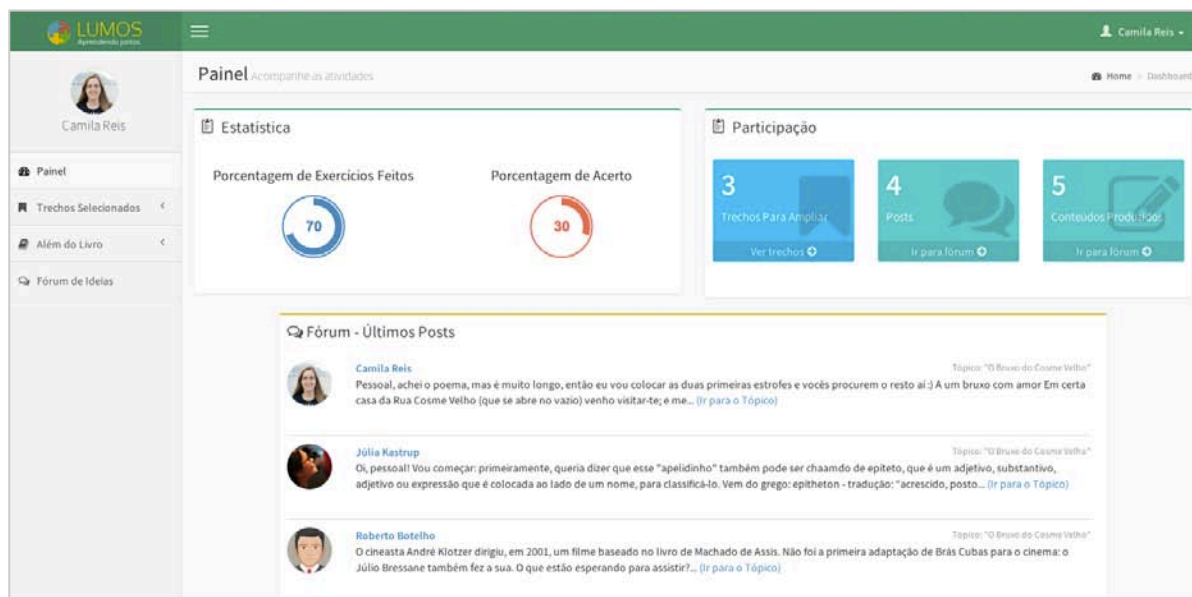 LUMOS
Aprendendo juntos
Camila Reis
Painel Acompanhe as atividades
Home > Dashboard
Camila Reis
Painel
Trechos Selecionados
Além do Livro
Fórum de Ideias
Estatística
Porcentagem de Exercícios Feitos
70
Porcentagem de Acerto
30
Participação
3
Trechos Para Ampliar
Ver trechos
4
Posts
Ir para fórum
5
Conteúdos Produzidos
Ir para fórum
Fórum - Últimos Posts
Camila Reis
Tópico: "O Bruxo do Cosme Velho"
Pessoal, achei o poema, mas é muito longo, então eu vou colocar as duas primeiras estrofes e vocês procurem o resto aí :) A um bruxo com amor Em certa
casa da Rua Cosme Velho (que se abre no vazio) venho visitar-te; e me... (Ir para o Tópico)
Júlia Kastrup
Tópico: "O Bruxo do Cosme Velho"
Oi, pessoal! Vou começar: primeiramente, queria dizer que esse "apelidinho" também pode ser chaamdo de epíteto, que é um adjetivo, substantivo,
adjetivo ou expressão que é colocada ao lado de um nome, para classificá-lo. Vem do grego: epitheton - tradução: "acrescido, posto... (Ir para o Tópico)
Roberto Botelho
Tópico: "O Bruxo do Cosme Velho"
O cineasta André Klotzer dirigiu, em 2001, um filme baseado no livro de Machado de Assis. Não foi a primeira adaptação de Brás Cubas para o cinema: o
Júlio Bressane também fez a sua. O que estão esperando para assistir?... (Ir para o Tópico)